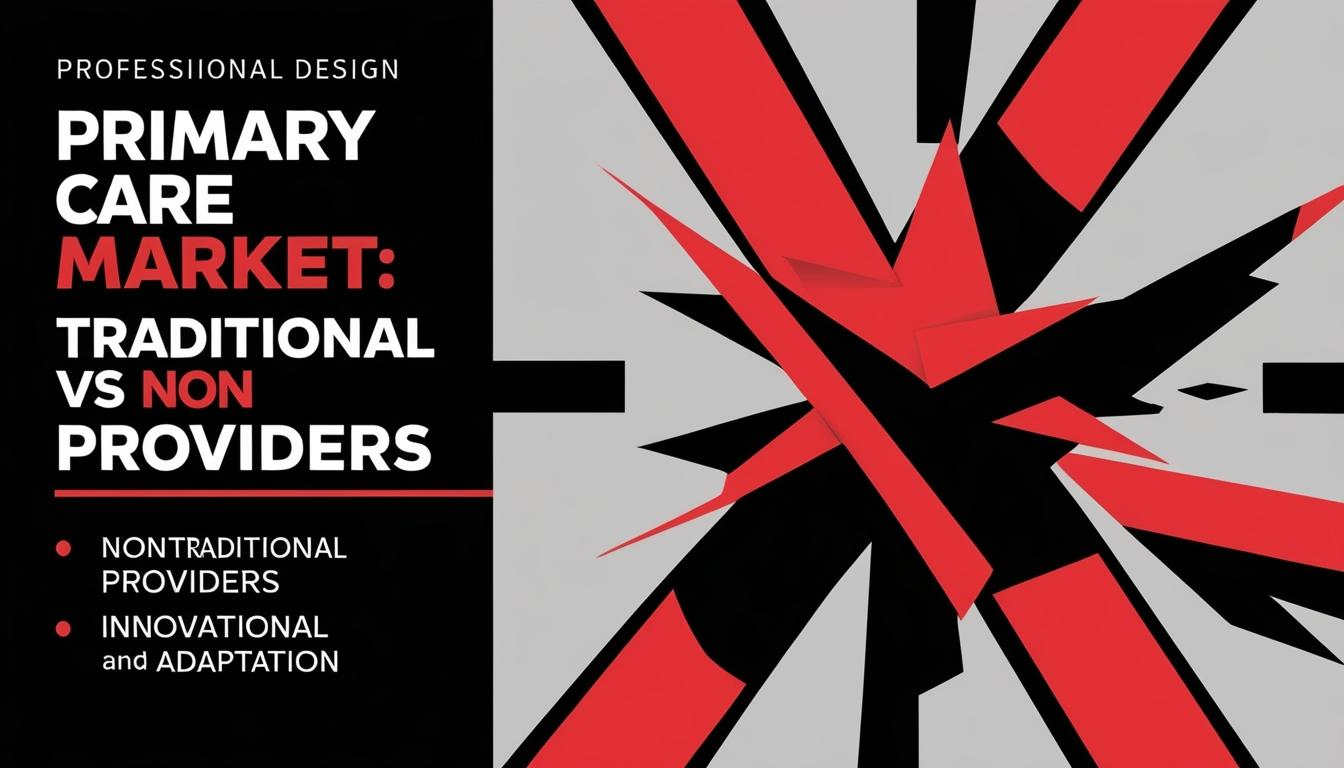 PROFESSIIONAL DESIGN
PRIMARY
CARE
MARKET:
TRADITIONAL
VS NON
PROVIDERS
NONTRADITIONAL
PROVIDERS
INNOVATIONAL
and ADAPTATION